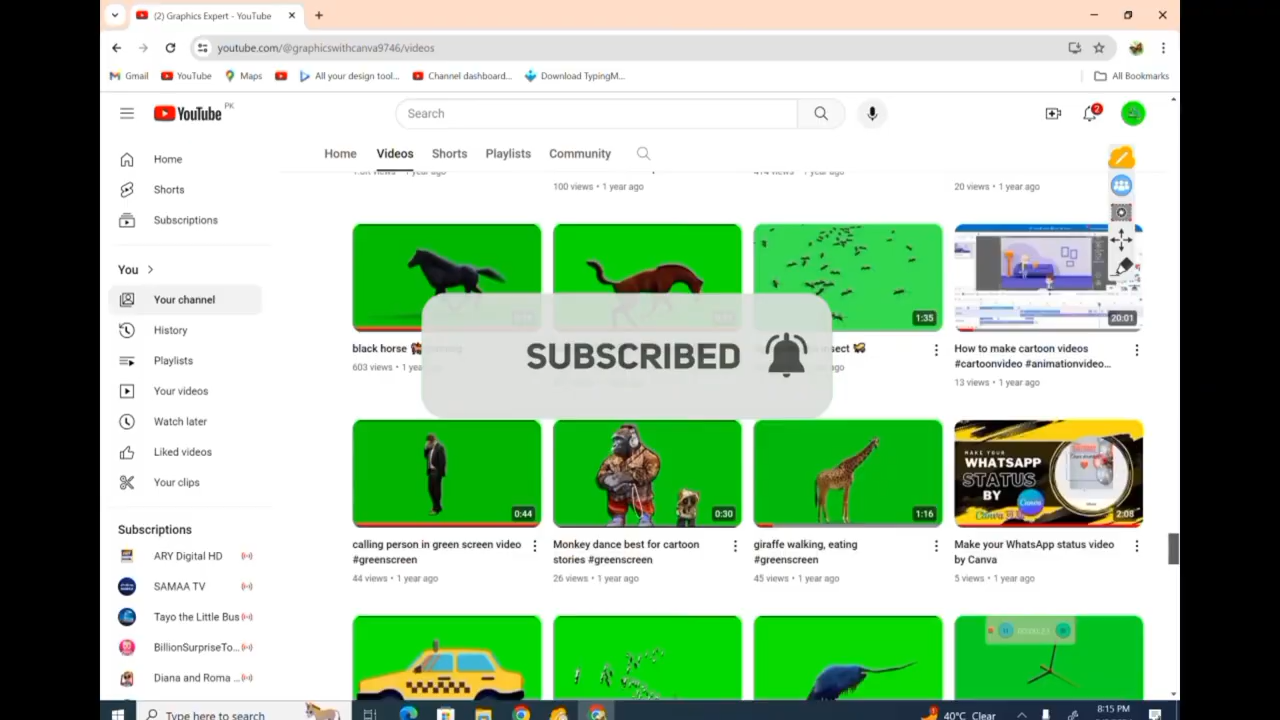 (2) Graphics Expert - YouTube
youtube.com/@graphicswithcanva9746/videos
Gmail YouTube Maps All your design tool... Channel dashboard... Download TypingM... All Bookmarks
YouTube PK
Search
2
Home Videos Shorts Playlists Community
Home
Shorts
Subscriptions
You
Your channel
History
Playlists
Your videos
Watch later
Liked videos
Your clips
Subscriptions
ARY Digital HD
SAMAA TV
Tayo the Little Bus
BillionSurpriseTo...
Diana and Roma ...
100 views • 1 year ago
20 views • 1 year ago
1:35
20:01
black horse
603 views • 1
How to make cartoon videos
#cartoonvideo #animationvideo...
13 views • 1 year ago
SUBSCRIBED
0:44
0:30
1:16
MAKE YOUR
WHATSAPP
STATUS
BY
Canva
2:08
calling person in green screen video
#greenscreen
44 views • 1 year ago
Monkey dance best for cartoon
stories #greenscreen
26 views • 1 year ago
giraffe walking, eating
#greenscreen
45 views • 1 year ago
Make your WhatsApp status video
by Canva
5 views • 1 year ago
Type here to search
40°C Clear
8:15 PM